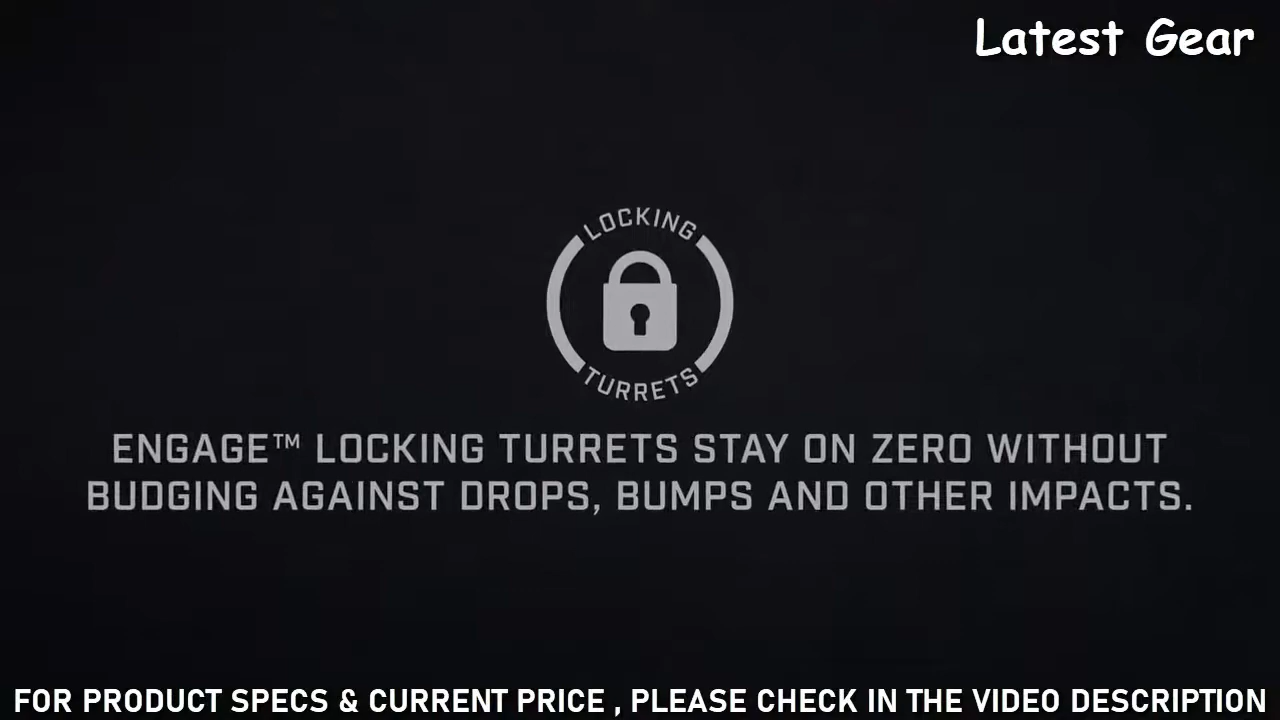 Latest Gear
LOCKING
TURRETS
ENGAGE™ LOCKING TURRETS STAY ON ZERO WITHOUT
BUDGING AGAINST DROPS, BUMPS AND OTHER IMPACTS.
FOR PRODUCT SPECS & CURRENT PRICE , PLEASE CHECK IN THE VIDEO DESCRIPTION